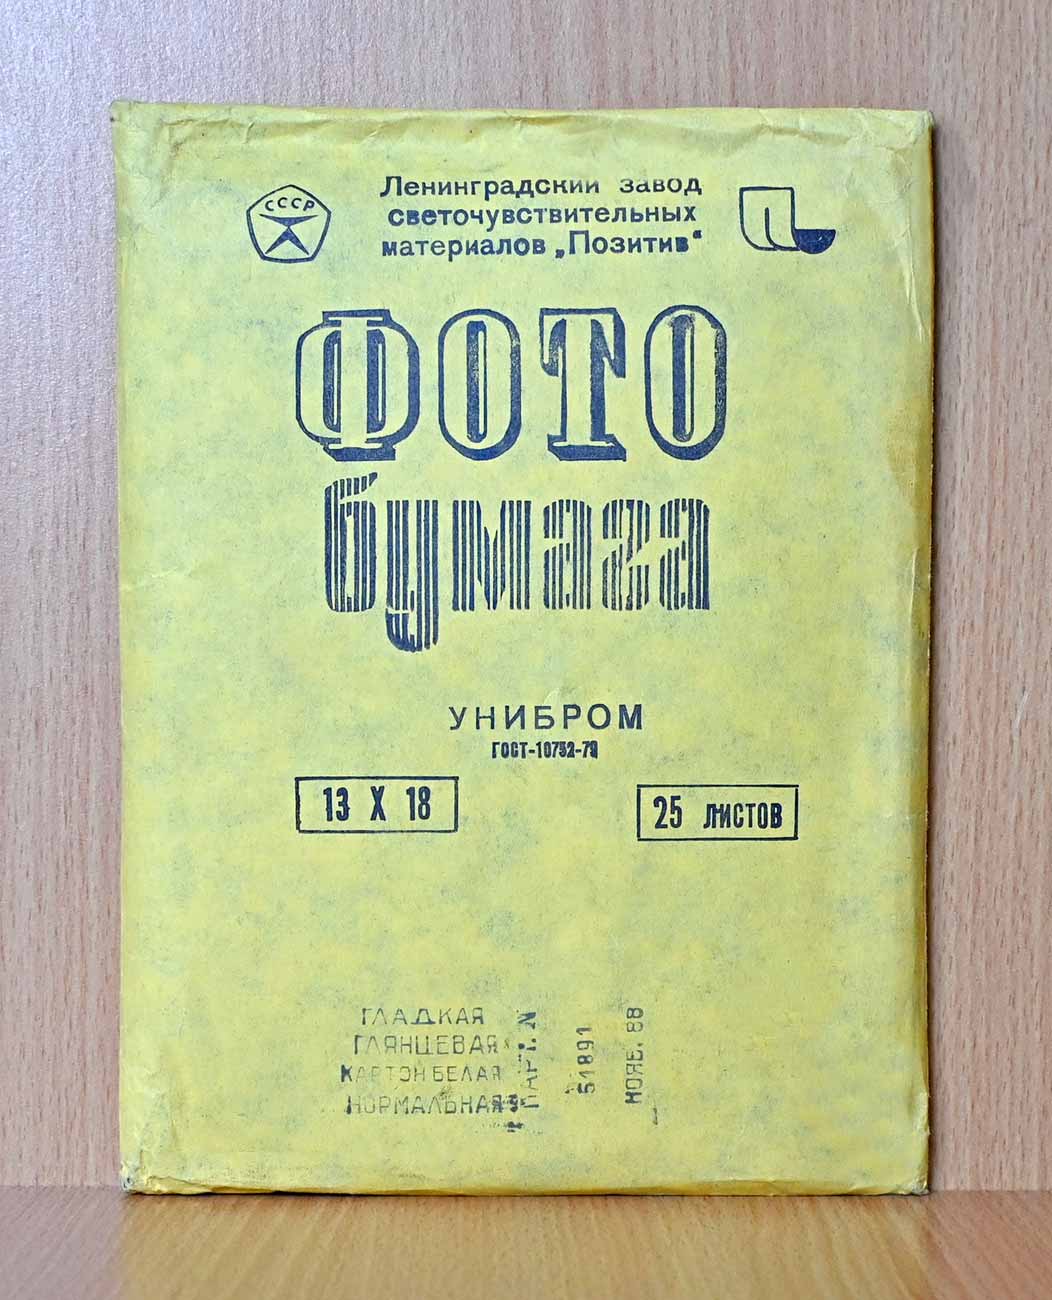 СССР
Ленинградский завод
светочувствительных
материалов „Позитив“
ФОТО
бумага
УНИБРОМ
ГОСТ-10752-79
13 X 18
25 ЛИСТОВ
ГЛАДКАЯ
ГЛЯНЦЕВАЯ
КАРТОН БЕЛАЯ
НОРМАЛЬНАЯ
ПАРТ. N
51891
НОЯБ. 88